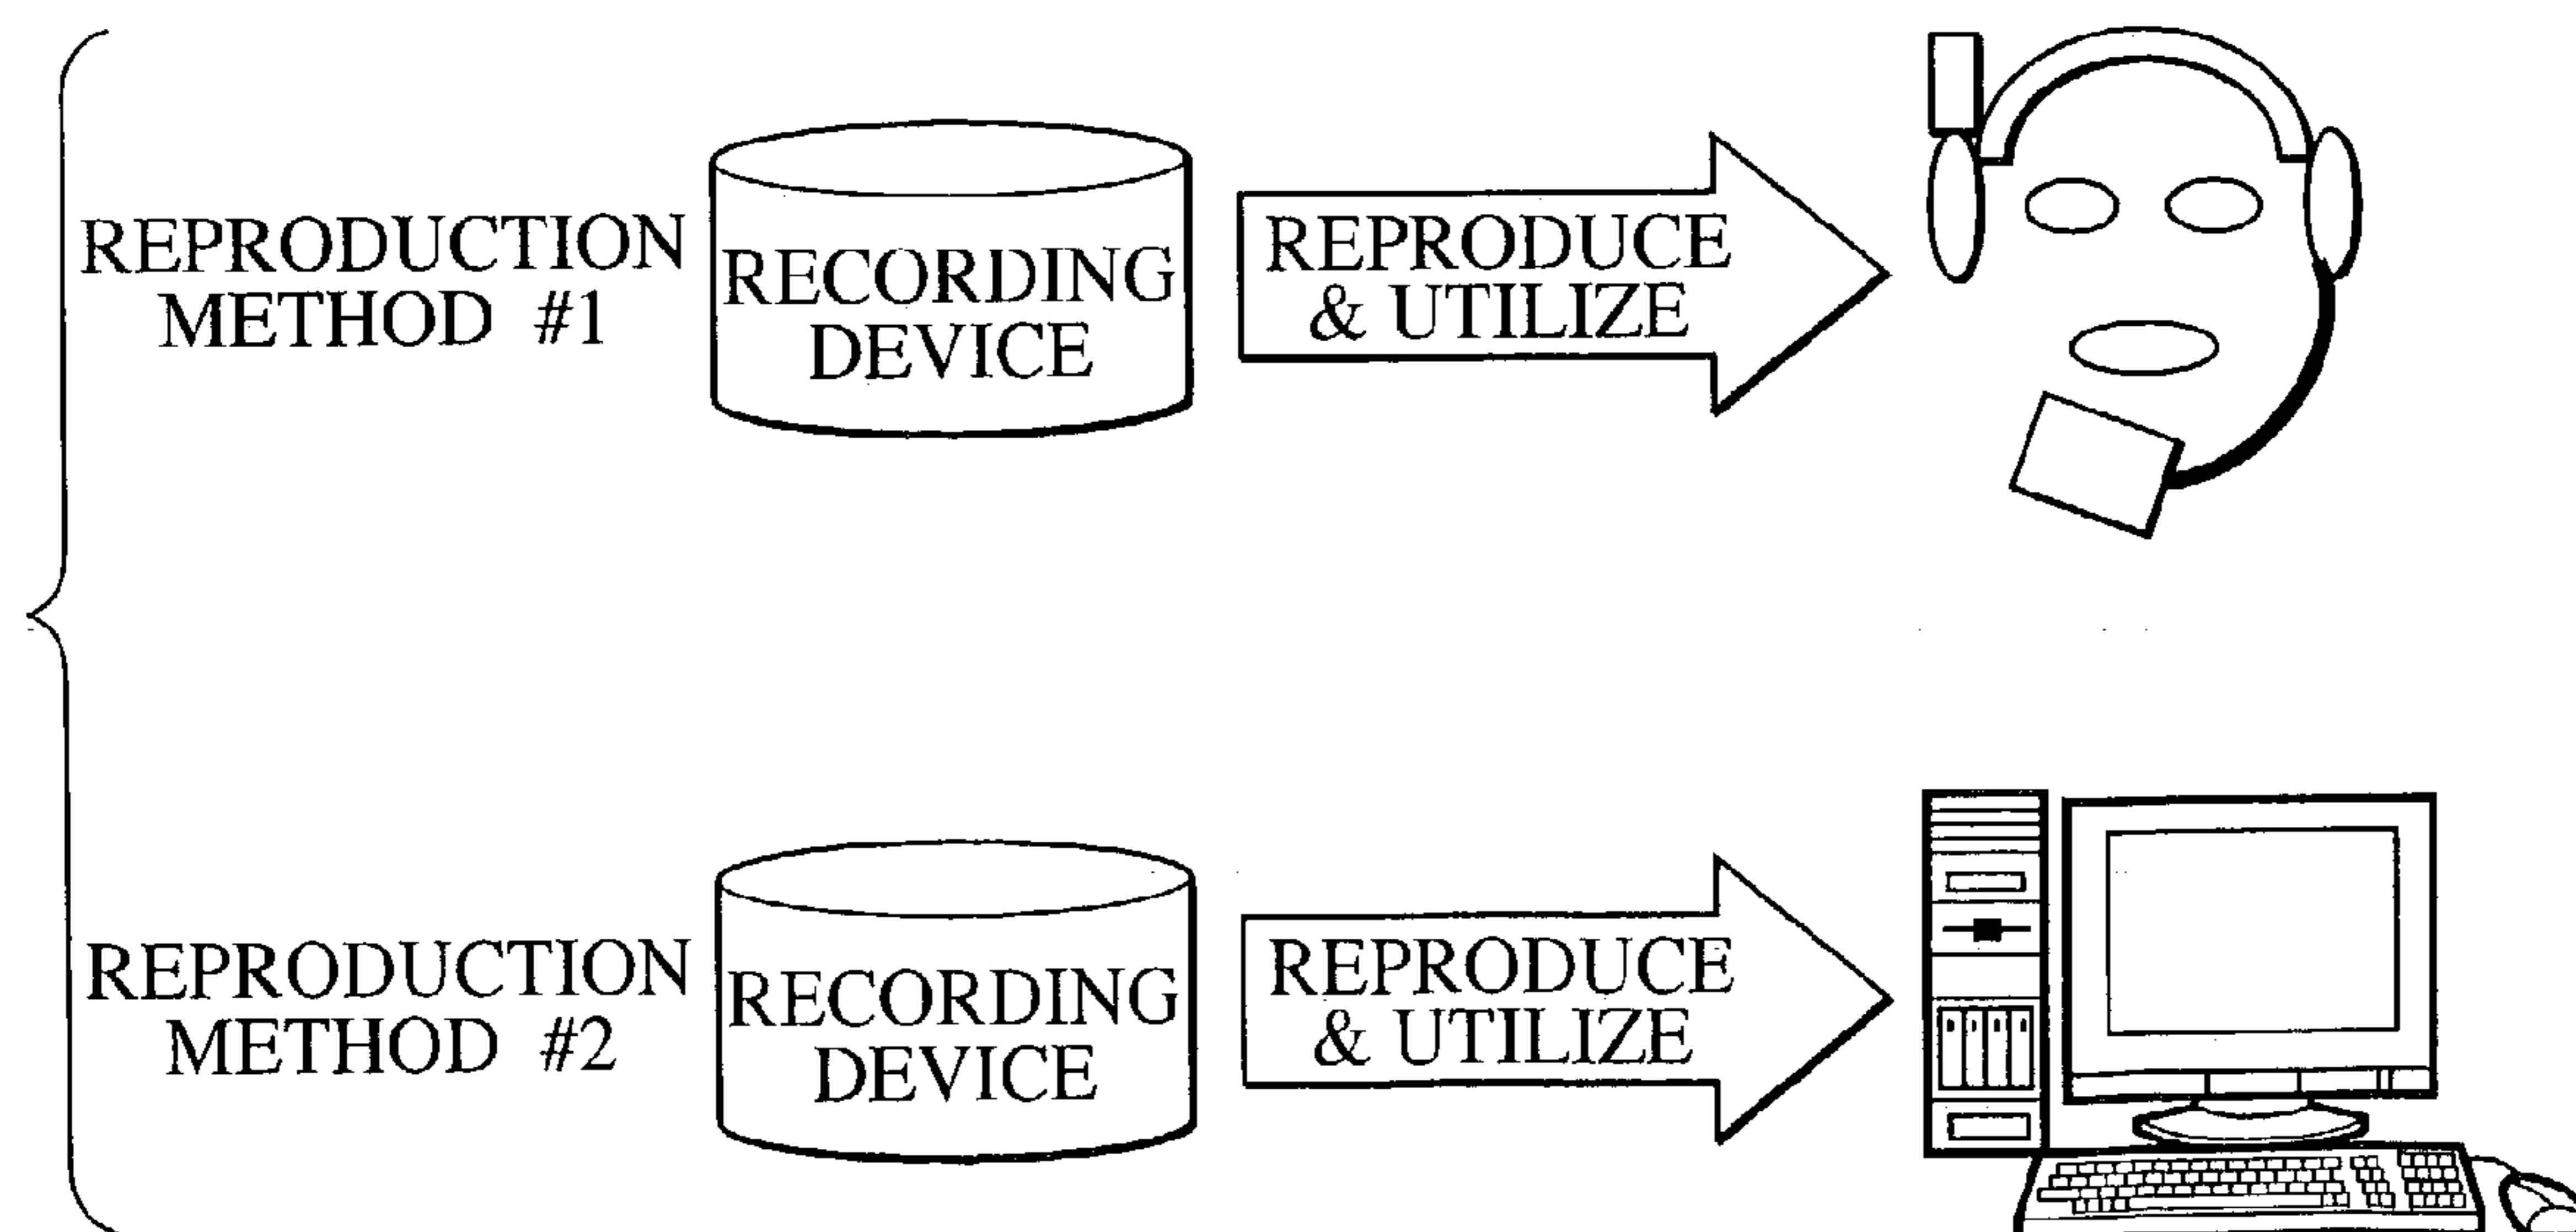 REPRODUCTION
METHOD #1
RECORDING
DEVICE
REPRODUCE
& UTILIZE
REPRODUCTION
METHOD #2
RECORDING
DEVICE
REPRODUCE
& UTILIZE